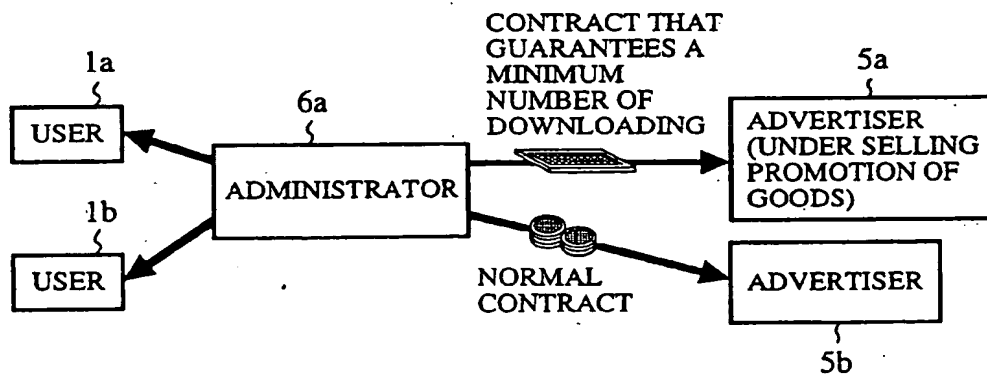 CONTRACT THAT
GUARANTEES A
MINIMUM
NUMBER OF
DOWNLOADING
1a
USER
6a
ADMINISTRATOR
5a
ADVERTISER
(UNDER SELLING
PROMOTION OF
GOODS)
1b
USER
NORMAL
CONTRACT
ADVERTISER
5b